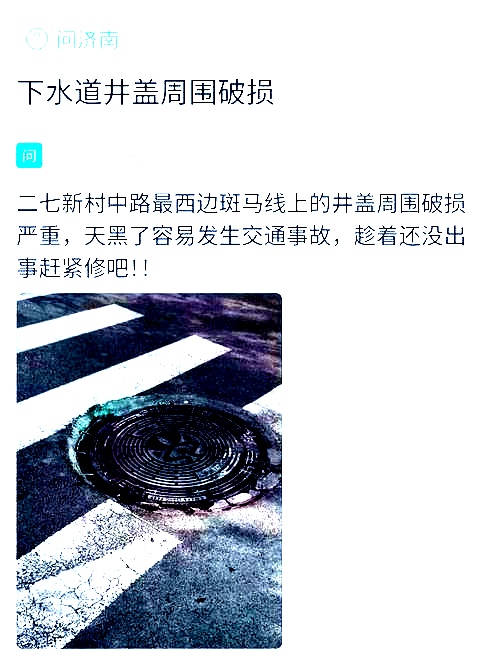 问济南
下水道井盖周围破损
问
二七新村中路最西边斑马线上的井盖周围破损
严重，天黑了容易发生交通事故，趁着还没出
事赶紧修吧！！